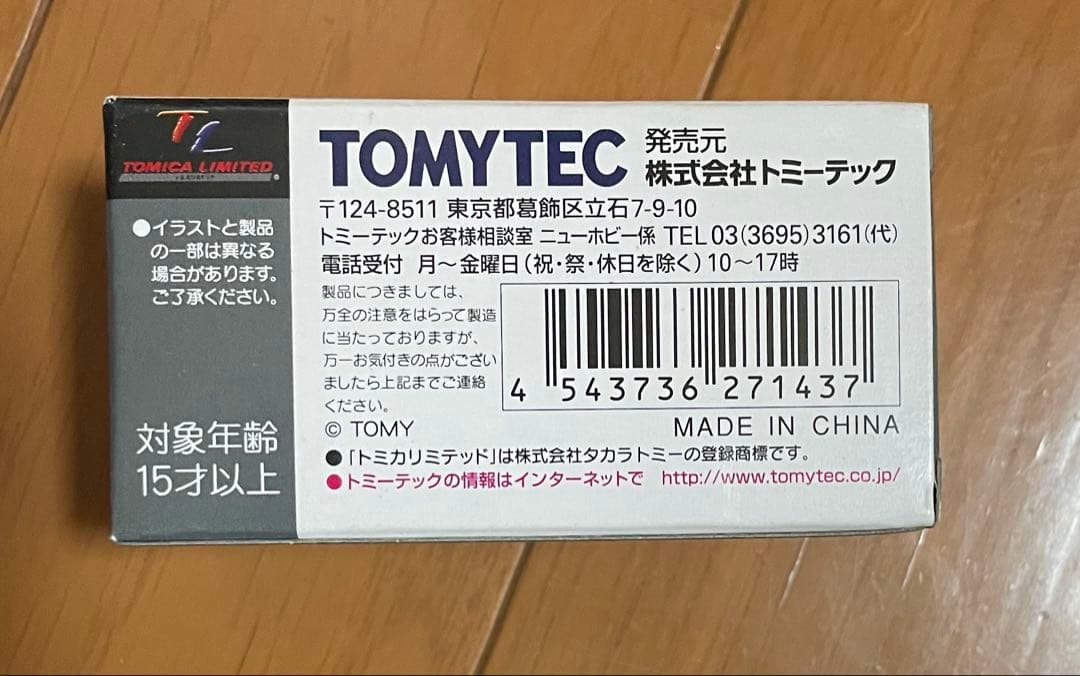 TL
TOMICA LIMITED
●イラストと製品
の一部は異なる
場合があります。
ご了承ください。
対象年齢
15才以上
TOMYTEC
発売元
株式会社トミーテック
〒124-8511 東京都葛飾区立石7-9-10
トミーテックお客様相談室 ニューホビー係 TEL 03(3695)3161(代)
電話受付 月～金曜日(祝・祭・休日を除く)10～17時
製品につきましては、
万全の注意をはらって製造
に当たっておりますが、
万一お気付きの点がござい
ましたら上記までご連絡
ください。
4 543736 271437
© TOMY
MADE IN CHINA
●「トミカリミテッド」は株式会社タカラトミーの登録商標です。
●トミーテックの情報はインターネットで http://www.tomytec.co.jp/